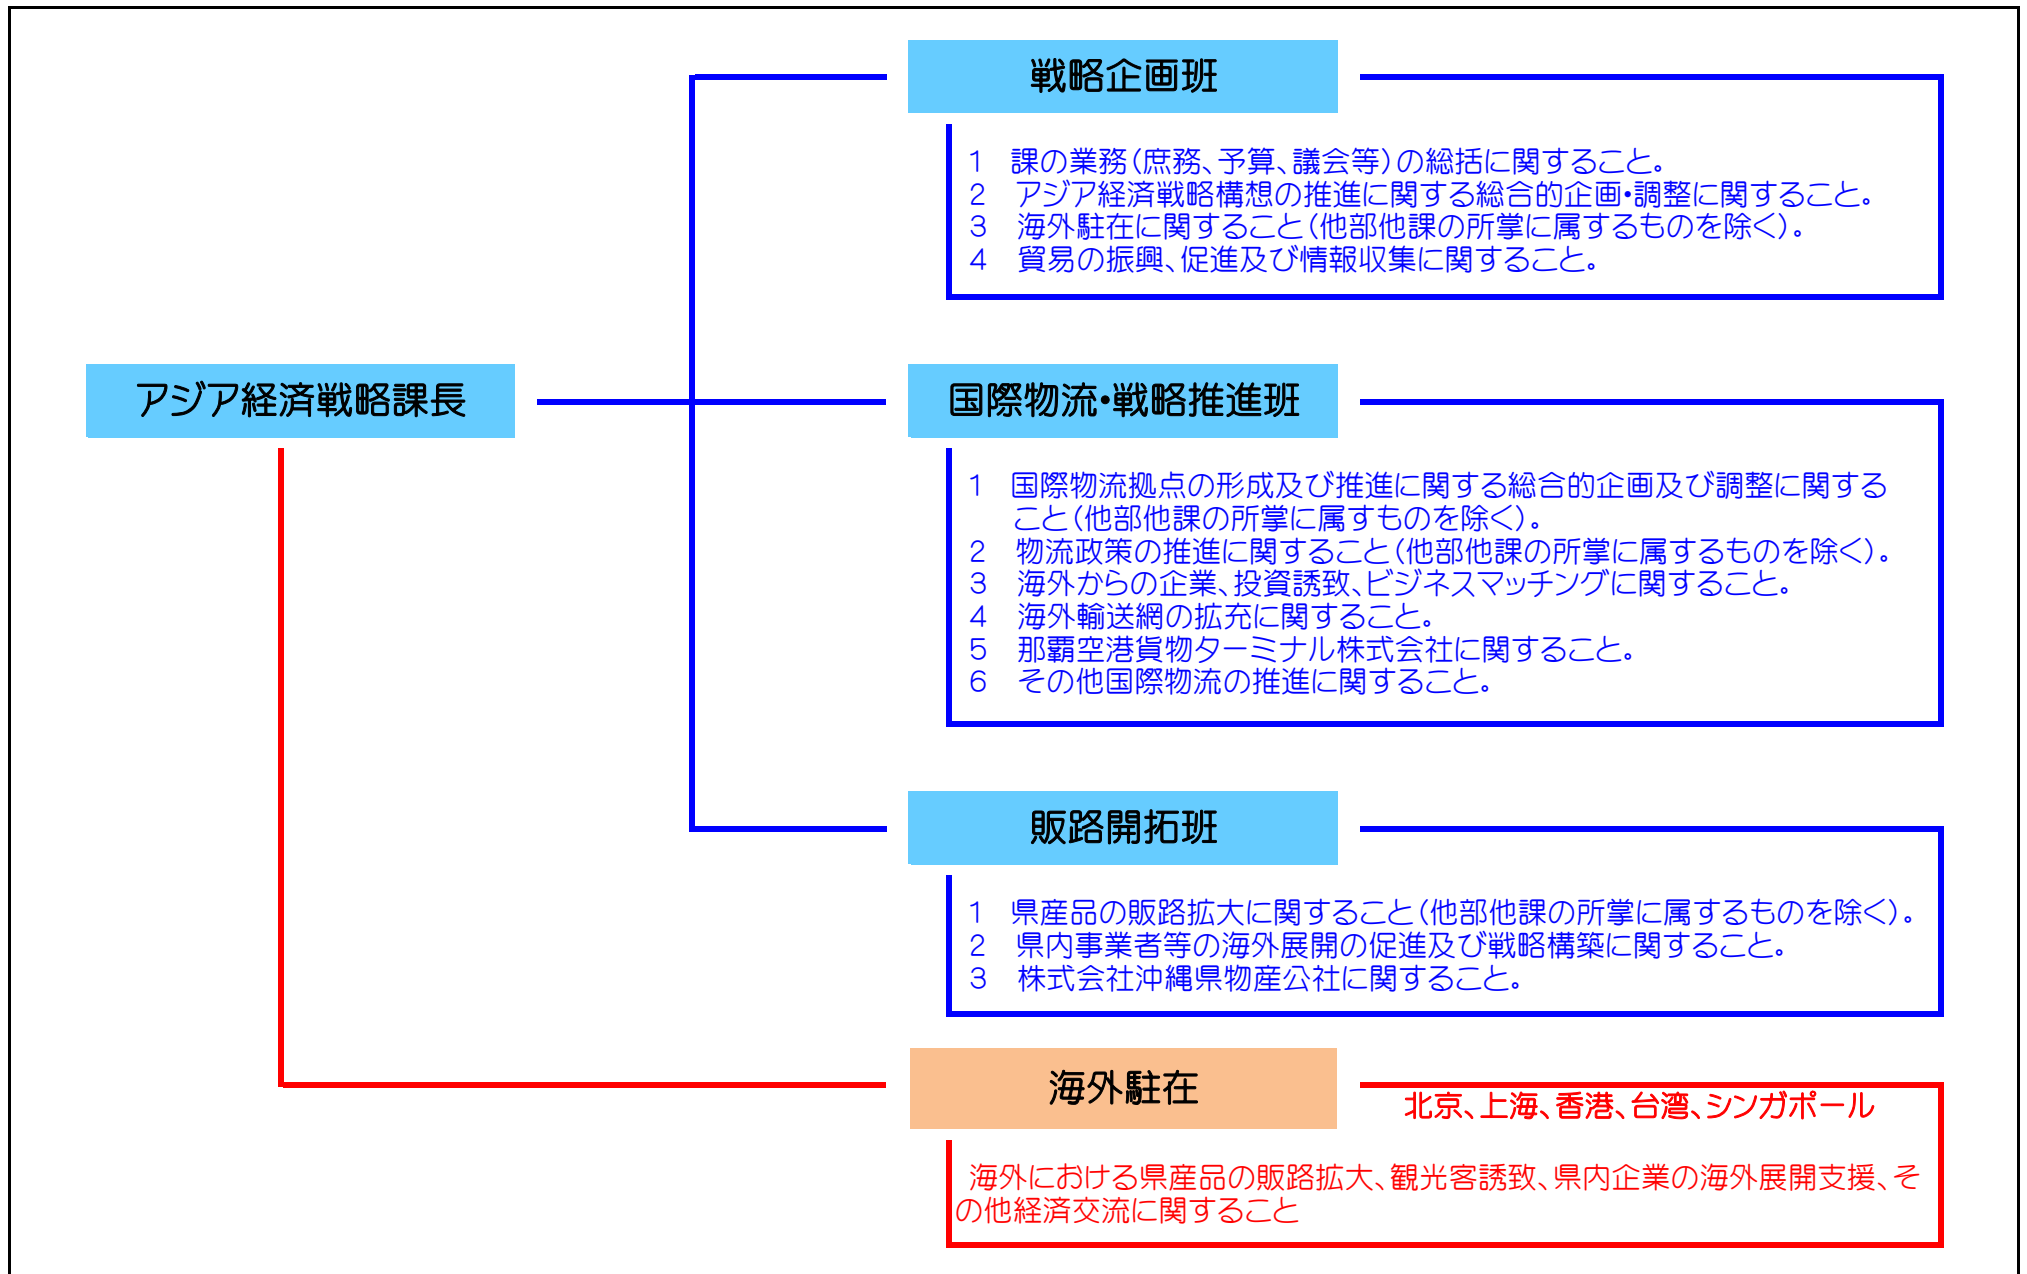 戦略企画班
1　課の業務（庶務、予算、議会等）の総括に関すること。
2　アジア経済戦略構想の推進に関する総合的企画・調整に関すること。
3　海外駐在に関すること（他部他課の所掌に属するものを除く）。
4　貿易の振興、促進及び情報収集に関すること。
アジア経済戦略課長
国際物流・戦略推進班
1　国際物流拠点の形成及び推進に関する総合的企画及び調整に関する
こと（他部他課の所掌に属すものを除く）。
2　物流政策の推進に関すること（他部他課の所掌に属するものを除く）。
3　海外からの企業、投資誘致、ビジネスマッチングに関すること。
4　海外輸送網の拡充に関すること。
5　那覇空港貨物ターミナル株式会社に関すること。
6　その他国際物流の推進に関すること。
販路開拓班
1　県産品の販路拡大に関すること（他部他課の所掌に属するものを除く）。
2　県内事業者等の海外展開の促進及び戦略構築に関すること。
3　株式会社沖縄県物産公社に関すること。
海外駐在
北京、上海、香港、台湾、シンガポール
海外における県産品の販路拡大、観光客誘致、県内企業の海外展開支援、そ
の他経済交流に関すること